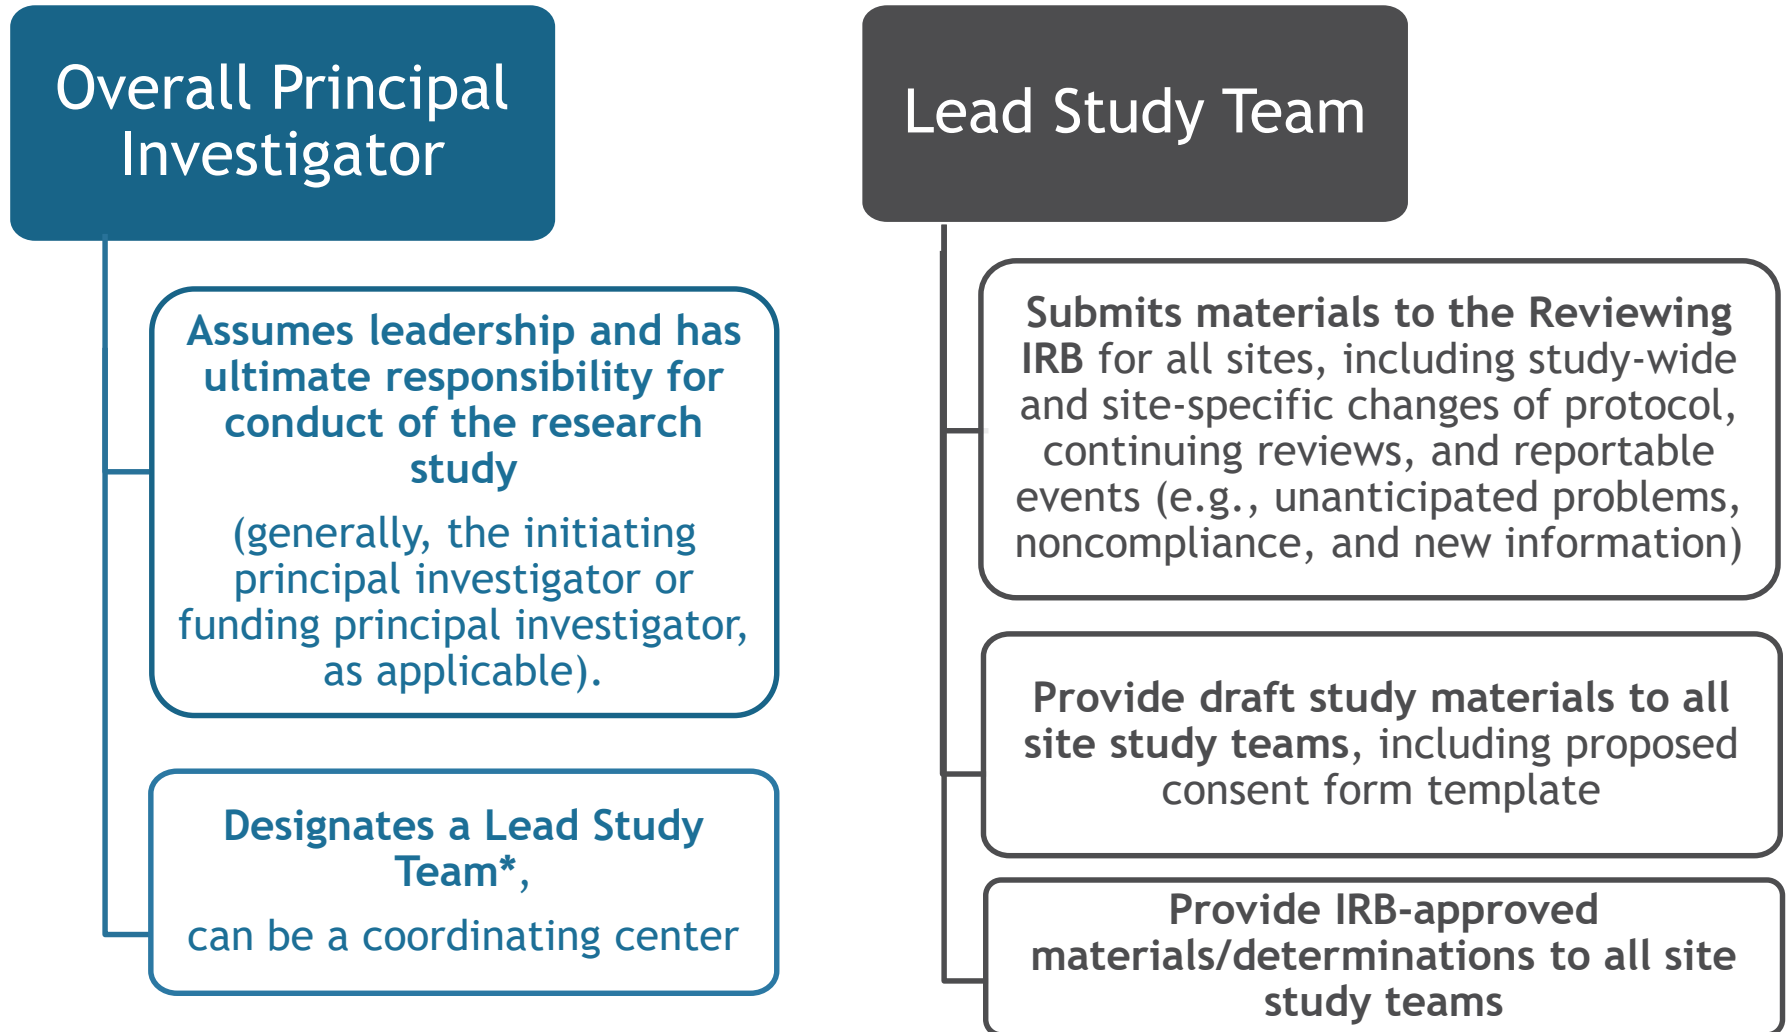 Overall Principal
Investigator
Assumes leadership and has
ultimate responsibility for
conduct of the research
study
(generally, the initiating
principal investigator or
funding principal investigator,
as applicable).
Designates a Lead Study
Team*,
can be a coordinating center
Lead Study Team
Submits materials to the Reviewing
IRB for all sites, including study-wide
and site-specific changes of protocol,
continuing reviews, and reportable
events (e.g., unanticipated problems,
noncompliance, and new information)
Provide draft study materials to all
site study teams, including proposed
consent form template
Provide IRB-approved
materials/determinations to all site
study teams